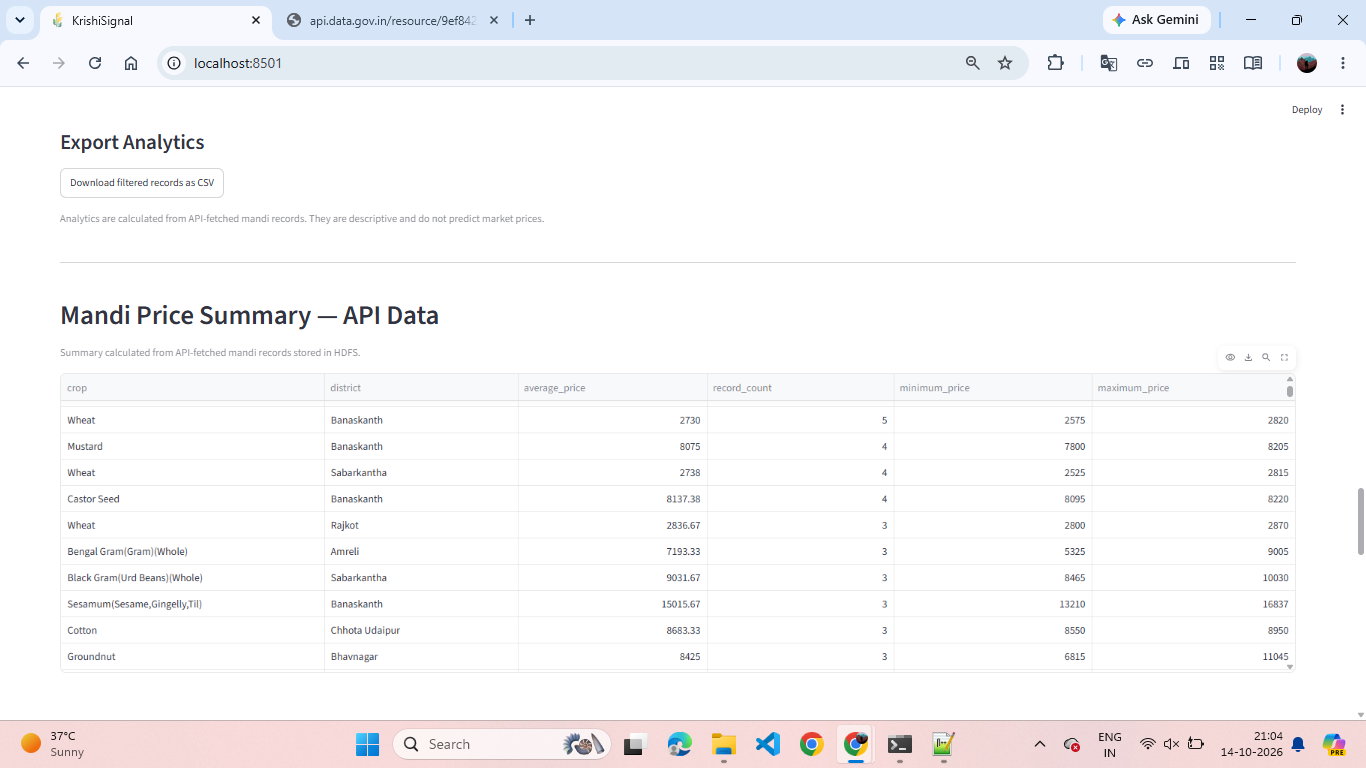 KrishiSignal
api.data.gov.in/resource/9ef842
Ask Gemini
localhost:8501
Deploy
Export Analytics
Download filtered records as CSV
Analytics are calculated from API-fetched mandi records. They are descriptive and do not predict market prices.
Mandi Price Summary — API Data
Summary calculated from API-fetched mandi records stored in HDFS.
crop district average_price record_count minimum_price maximum_price
Wheat Banaskanth 2730 5 2575 2820
Mustard Banaskanth 8075 4 7800 8205
Wheat Sabarkantha 2738 4 2525 2815
Castor Seed Banaskanth 8137.38 4 8095 8220
Wheat Rajkot 2836.67 3 2800 2870
Bengal Gram(Gram)(Whole) Amreli 7193.33 3 5325 9005
Black Gram(Urd Beans)(Whole) Sabarkantha 9031.67 3 8465 10030
Sesamum(Sesame,Gingelly,Til) Banaskanth 15015.67 3 13210 16837
Cotton Chhota Udaipur 8683.33 3 8550 8950
Groundnut Bhavnagar 8425 3 6815 11045
37°C
Sunny
Search
ENG
IN
21:04
14-10-2026
PRE